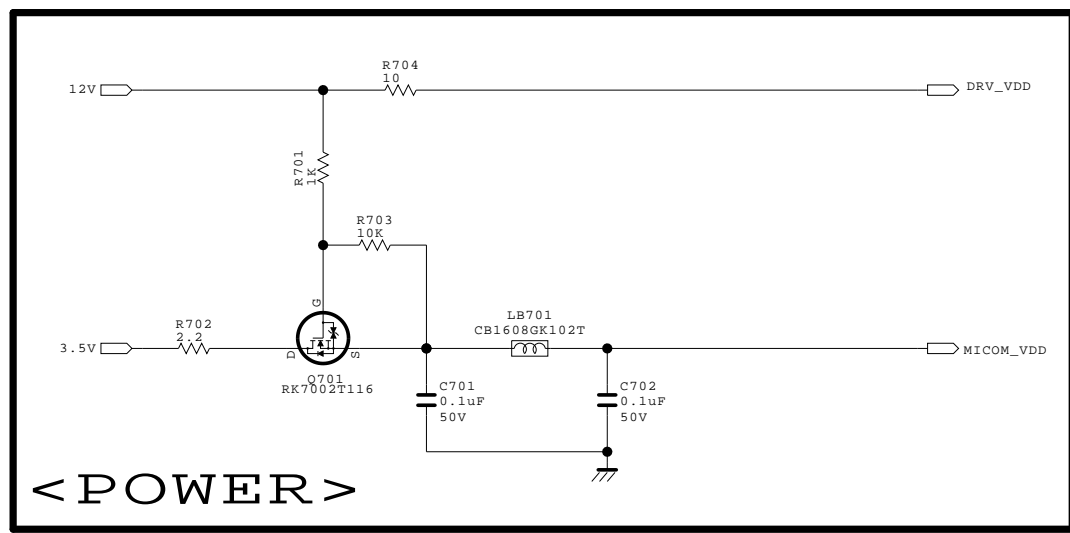 R704
10
12V
DRV_VDD
R701
1K
R703
10K
G
LB701
CB1608GK102T
R702
2.2
3.5V
D
S
MICOM_VDD
Q701
RK7002T116
C701
0.1uF
50V
C702
0.1uF
50V
<POWER>